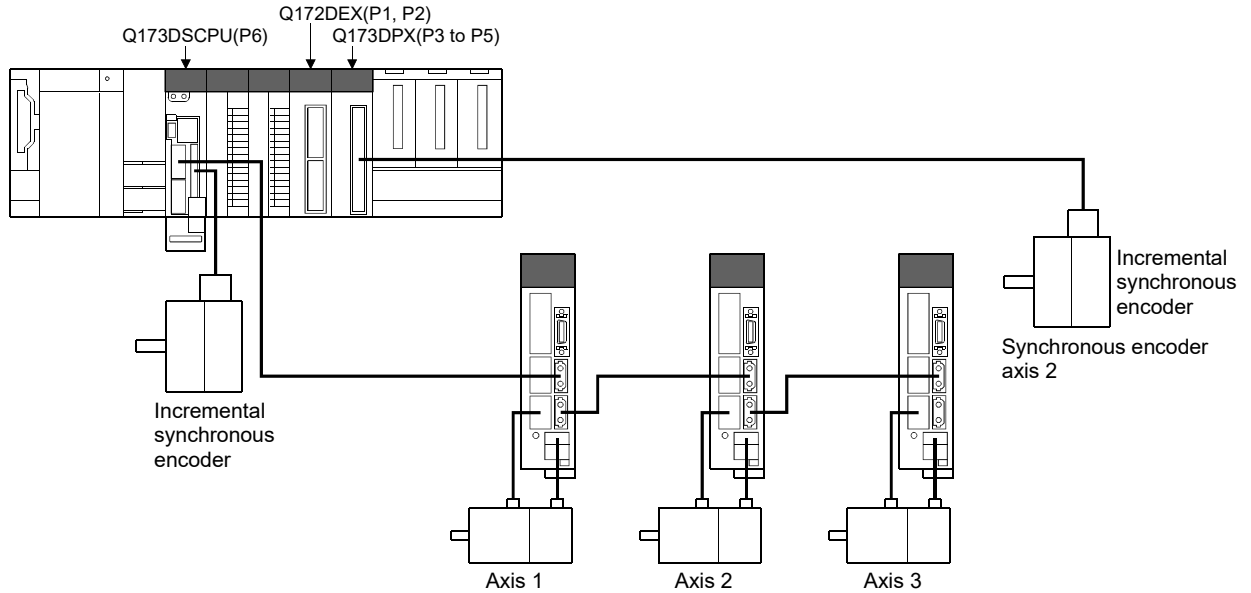 Q172DEX(P1, P2)
Q173DSCPU(P6)
Q173DPX(P3 to P5)
Incremental
synchronous
encoder
Synchronous encoder
axis 2
Incremental
synchronous
encoder
Axis 1
Axis 2
Axis 3